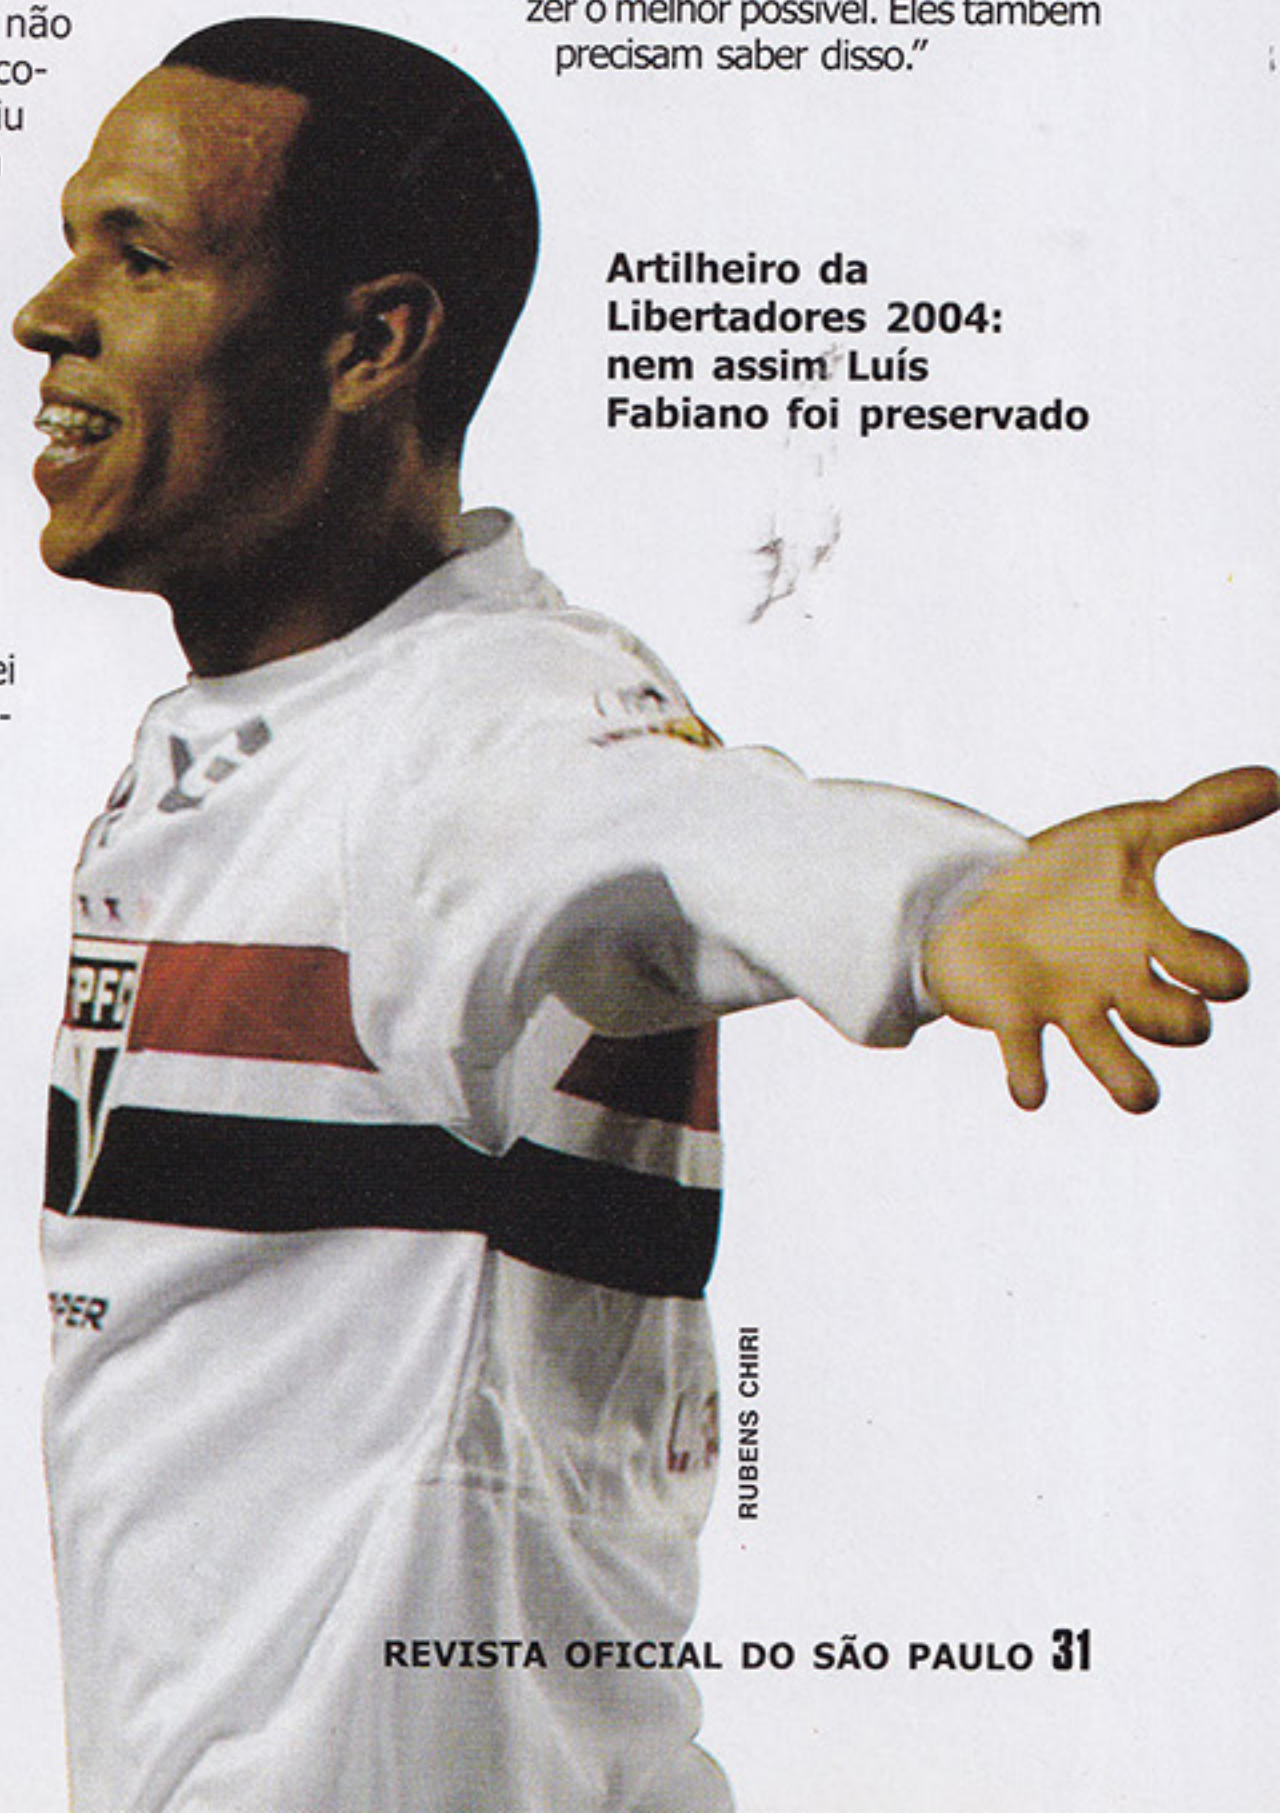 não
co-
iu
zer o melhor possível. Eles também
precisam saber disso.”
Artilheiro da
Libertadores 2004:
nem assim Luís
Fabiano foi preservado
ei
-
SPFC
PER
RUBENS CHIRI
REVISTA OFICIAL DO SÃO PAULO 31